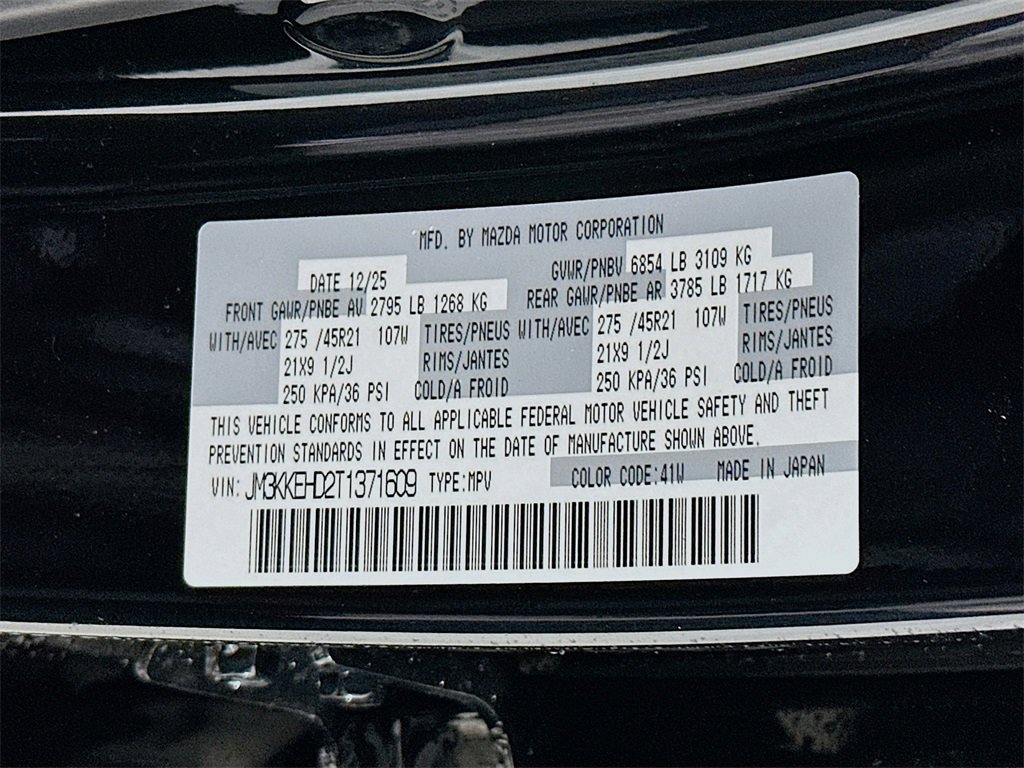 MFD. BY MAZDA MOTOR CORPORATION
DATE 12/25 GVWR/PNBV 6854 LB 3109 KG
FRONT GAWR/PNBE AV 2795 LB 1268 KG REAR GAWR/PNBE AR 3785 LB 1717 KG
WITH/AVEC 275 /45R21 107W TIRES/PNEUS WITH/AVEC 275 /45R21 107W TIRES/PNEUS
21X9 1/2J RIMS/JANTES 21X9 1/2J RIMS/JANTES
250 KPA/36 PSI COLD/A FROID 250 KPA/36 PSI COLD/A FROID
THIS VEHICLE CONFORMS TO ALL APPLICABLE FEDERAL MOTOR VEHICLE SAFETY AND THEFT
PREVENTION STANDARDS IN EFFECT ON THE DATE OF MANUFACTURE SHOWN ABOVE.
VIN: JM3KKEHD2T1371609 TYPE:MPV COLOR CODE:41W MADE IN JAPAN